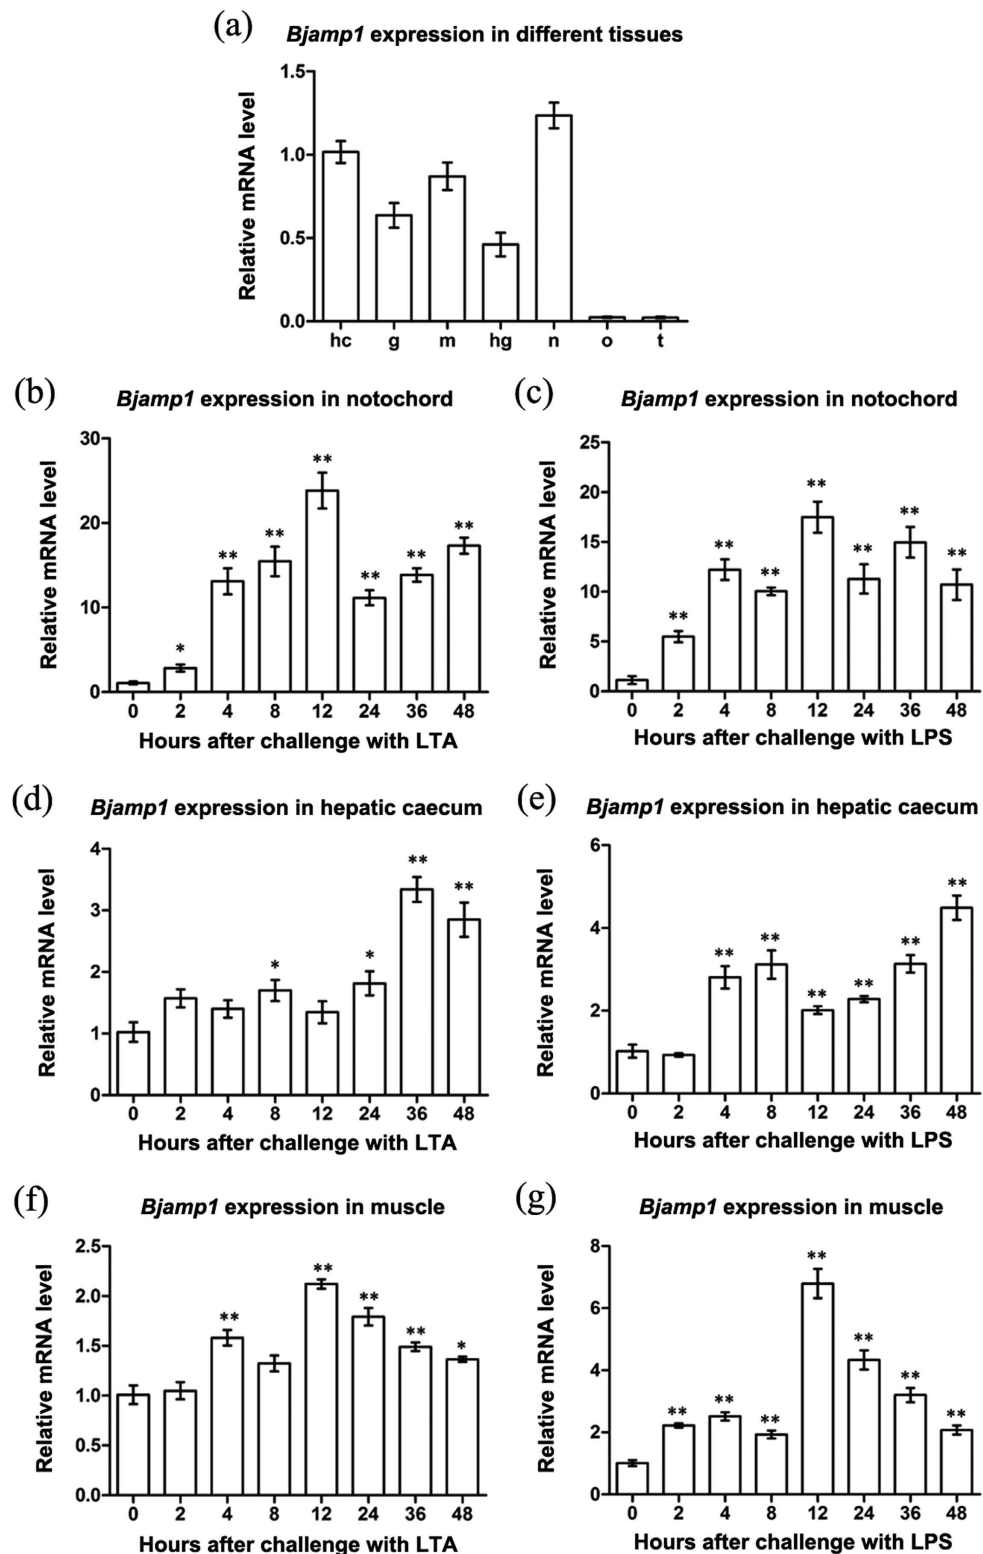 (a)
Bjamp1 expression in different tissues
Relative mRNA level
1.5
1.0
0.5
0.0
hc g m hg n o t
(b)
Bjamp1 expression in notochord
Relative mRNA level
30
20
10
0
* ** ** ** ** ** **
0 2 4 8 12 24 36 48
Hours after challenge with LTA
(c)
Bjamp1 expression in notochord
Relative mRNA level
25
20
15
10
5
0
** ** ** ** ** ** **
0 2 4 8 12 24 36 48
Hours after challenge with LPS
(d)
Bjamp1 expression in hepatic caecum
Relative mRNA level
4
3
2
1
0
* * ** **
0 2 4 8 12 24 36 48
Hours after challenge with LTA
(e)
Bjamp1 expression in hepatic caecum
Relative mRNA level
6
4
2
0
** ** ** ** ** **
0 2 4 8 12 24 36 48
Hours after challenge with LPS
(f)
Bjamp1 expression in muscle
Relative mRNA level
2.5
2.0
1.5
1.0
0.5
0.0
** ** ** ** *
0 2 4 8 12 24 36 48
Hours after challenge with LTA
(g)
Bjamp1 expression in muscle
Relative mRNA level
8
6
4
2
0
** ** ** ** ** ** **
0 2 4 8 12 24 36 48
Hours after challenge with LPS